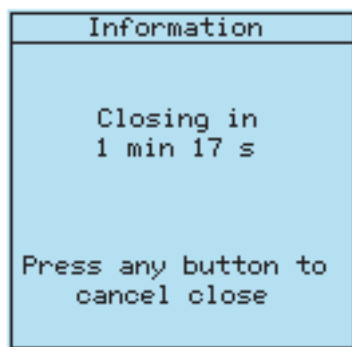 Information
Closing in
1 min 17 s
Press any button to
cancel close